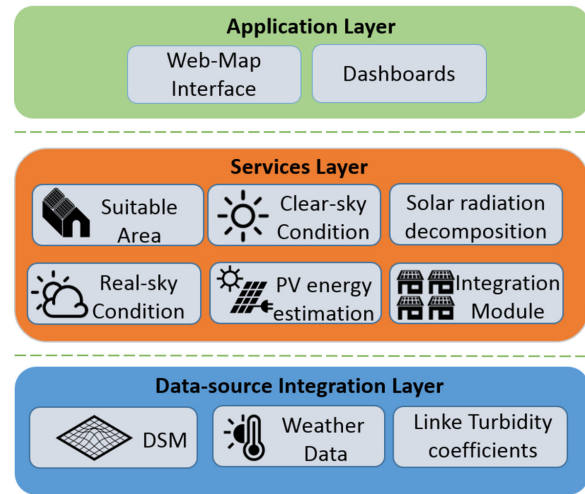 Application Layer
Web-Map
Interface
Dashboards
Services Layer
Suitable
Area
Clear-sky
Condition
Solar radiation
decomposition
Real-sky
Condition
PV energy
estimation
Integration
Module
Data-source Integration Layer
DSM
Weather
Data
Linke Turbidity
coefficients